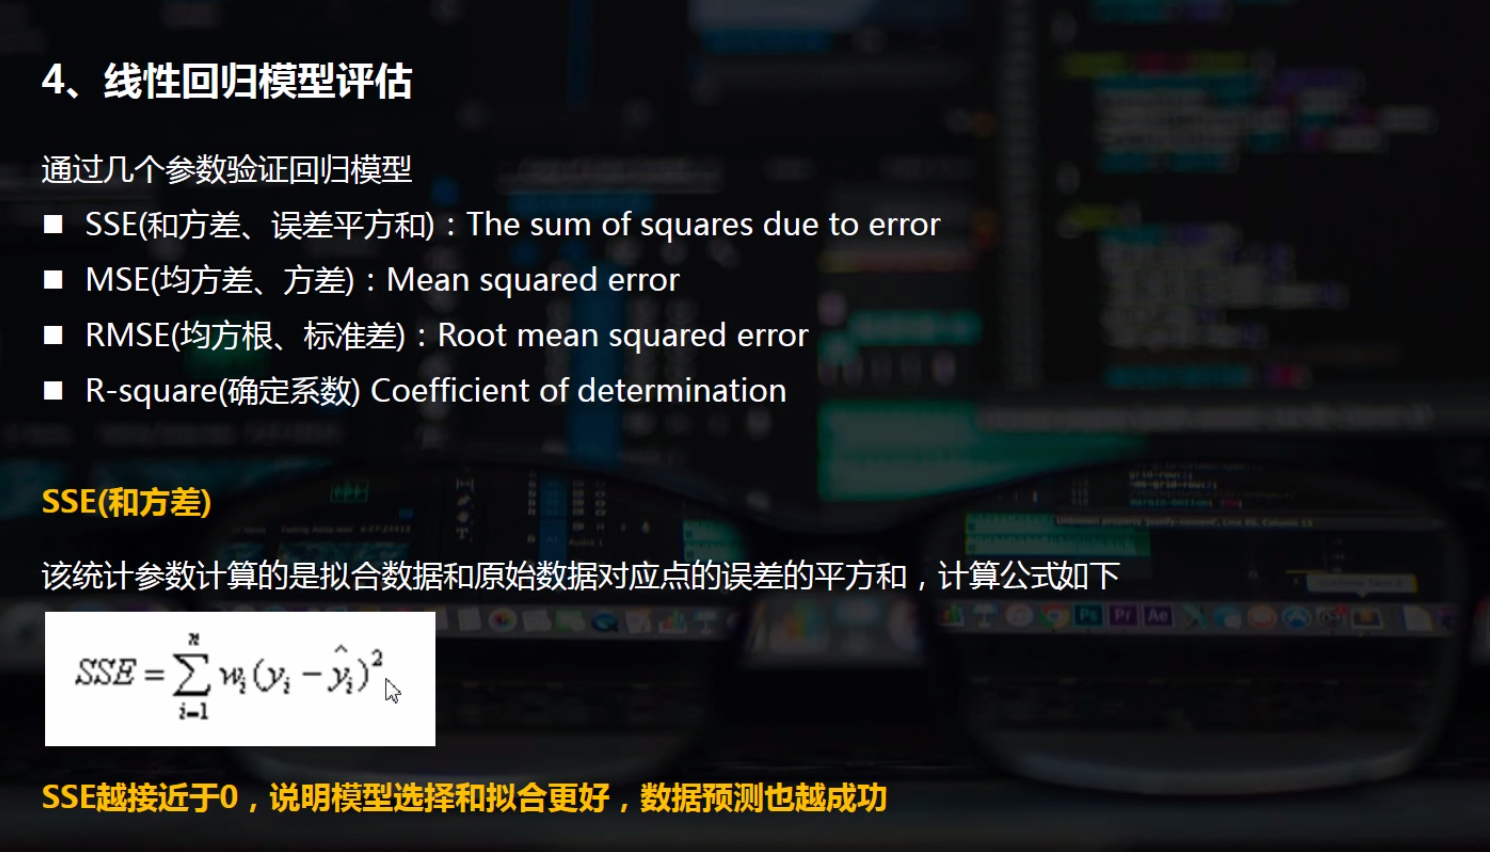 4、线性回归模型评估
通过几个参数验证回归模型
■ SSE(和方差、误差平方和)：The sum of squares due to error
■ MSE(均方差、方差)：Mean squared error
■ RMSE(均方根、标准差)：Root mean squared error
■ R-square(确定系数) Coefficient of determination
SSE(和方差)
该统计参数计算的是拟合数据和原始数据对应点的误差的平方和，计算公式如下
Ps Pr Ae
SSE = \sum_{i=1}^{n} w_i (y_i - \hat{y}_i)^2
SSE越接近于0，说明模型选择和拟合更好，数据预测也越成功